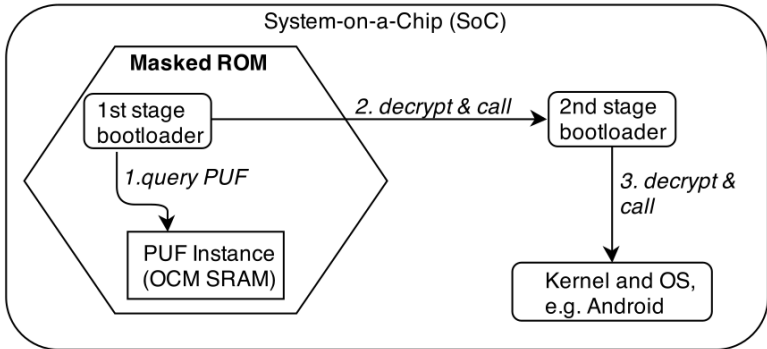 System-on-a-Chip (SoC)
Masked ROM
1st stage
bootloader
2. decrypt & call
2nd stage
bootloader
1.query PUF
3. decrypt &
call
PUF Instance
(OCM SRAM)
Kernel and OS,
e.g. Android